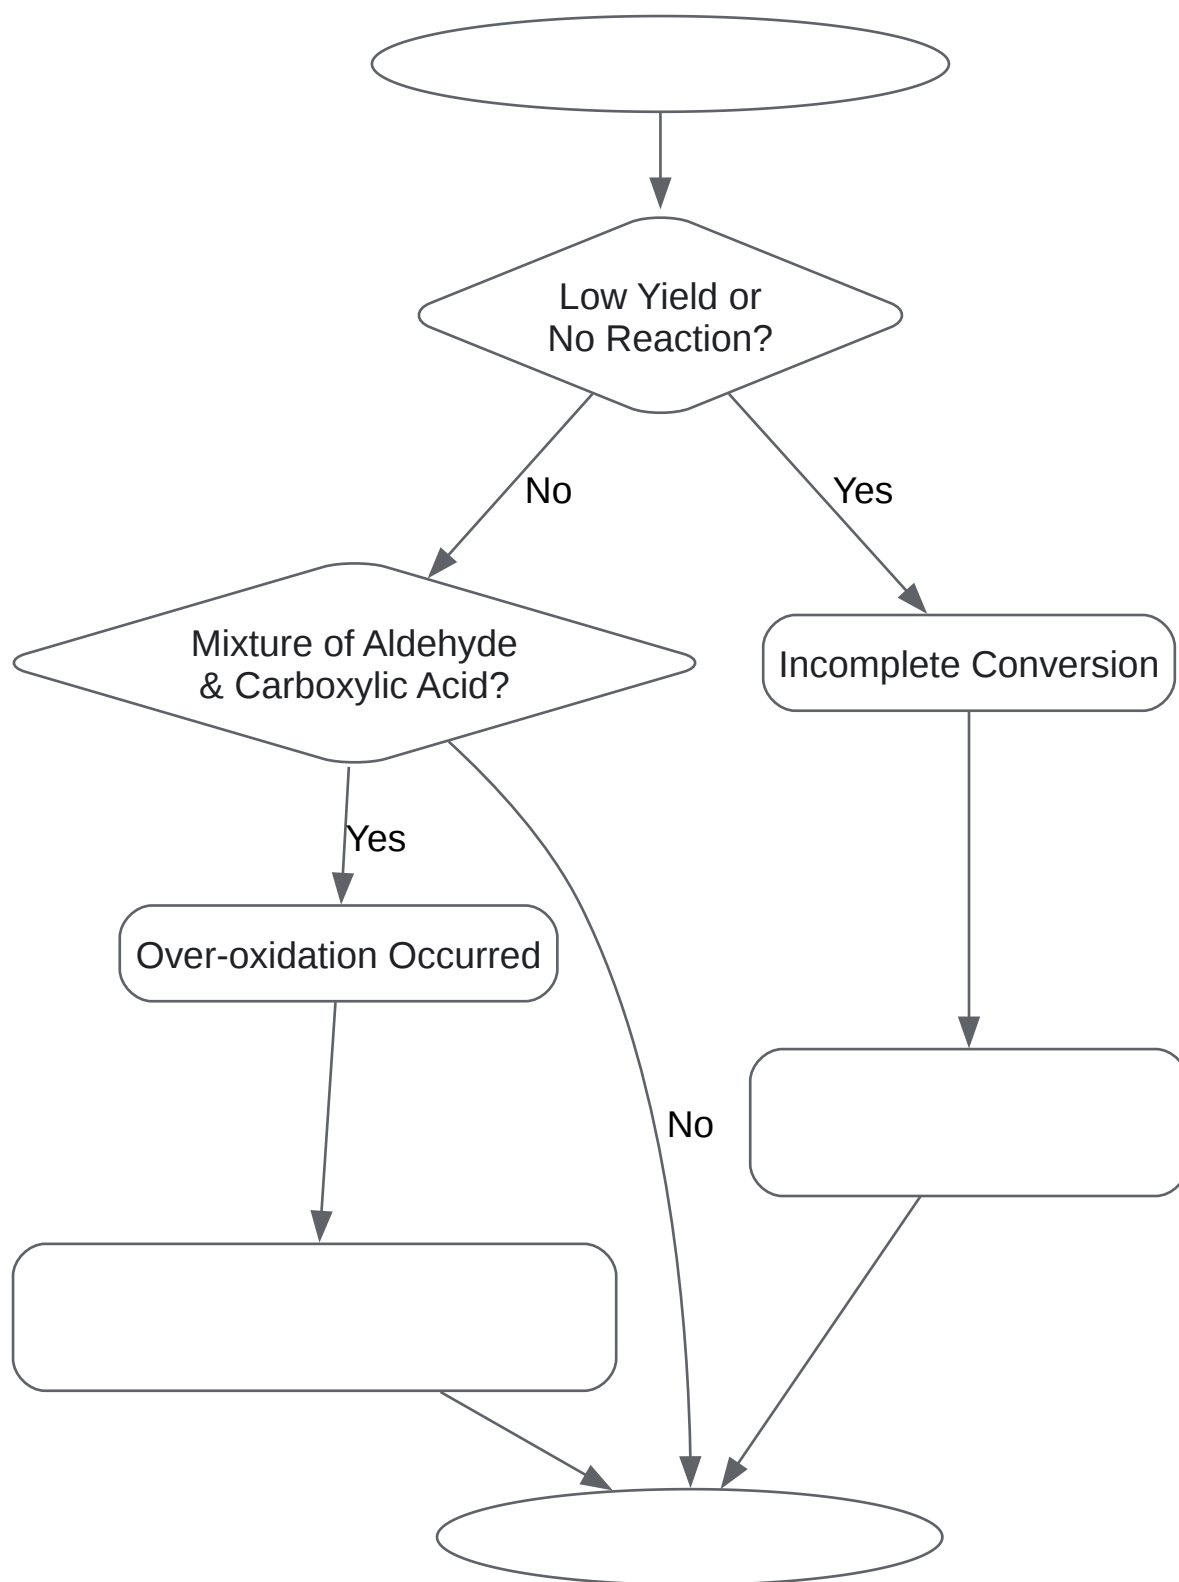 Low Yield or
No Reaction?
No
Yes
Mixture of Aldehyde
& Carboxylic Acid?
Incomplete Conversion
Yes
Over-oxidation Occurred
No